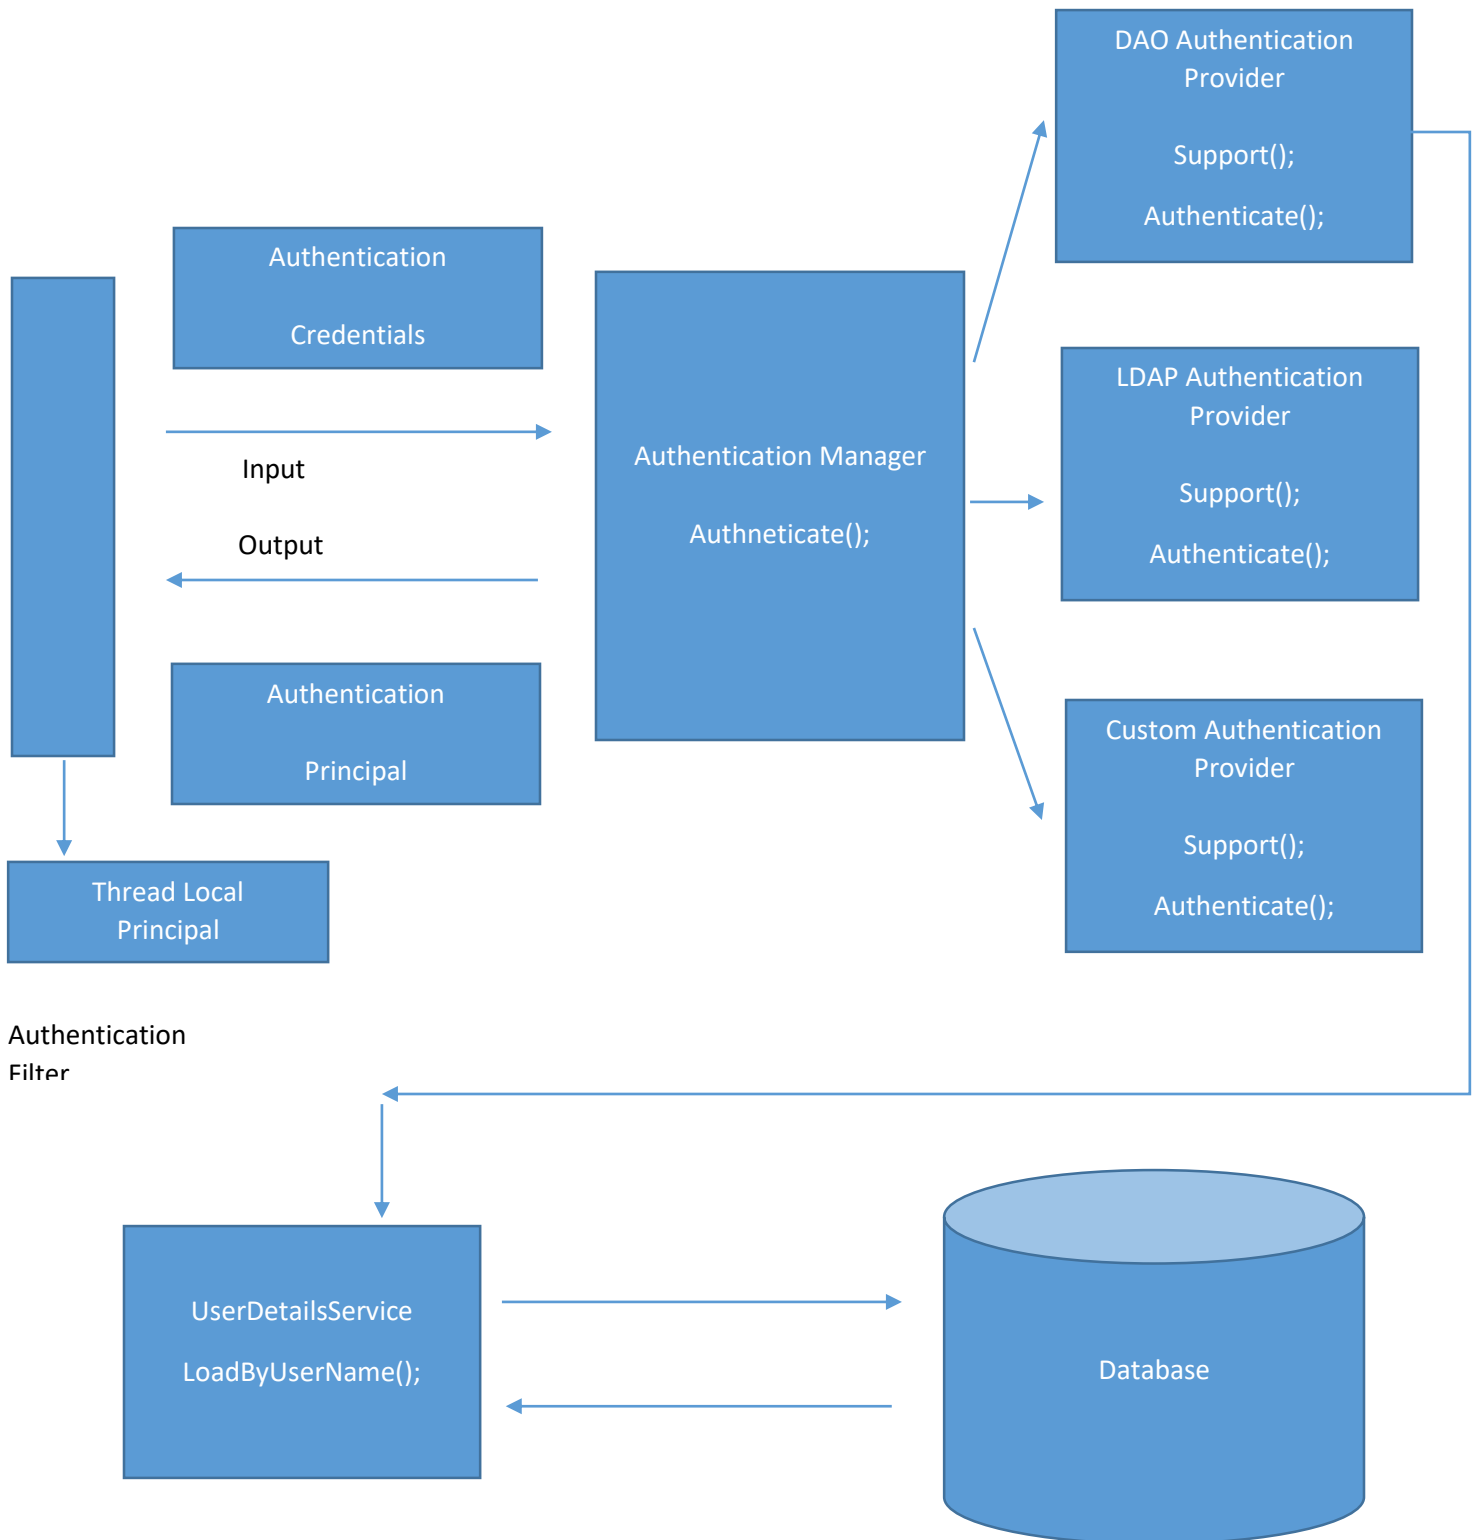 DAO Authentication
Provider
Support();
Authenticate();
Authentication
Credentials
Input
Output
Authentication
Principal
Authentication Manager
Authneticate();
LDAP Authentication
Provider
Support();
Authenticate();
Custom Authentication
Provider
Support();
Authenticate();
Thread Local
Principal
Authentication
Filter
UserDetailsService
LoadByUserName();
Database